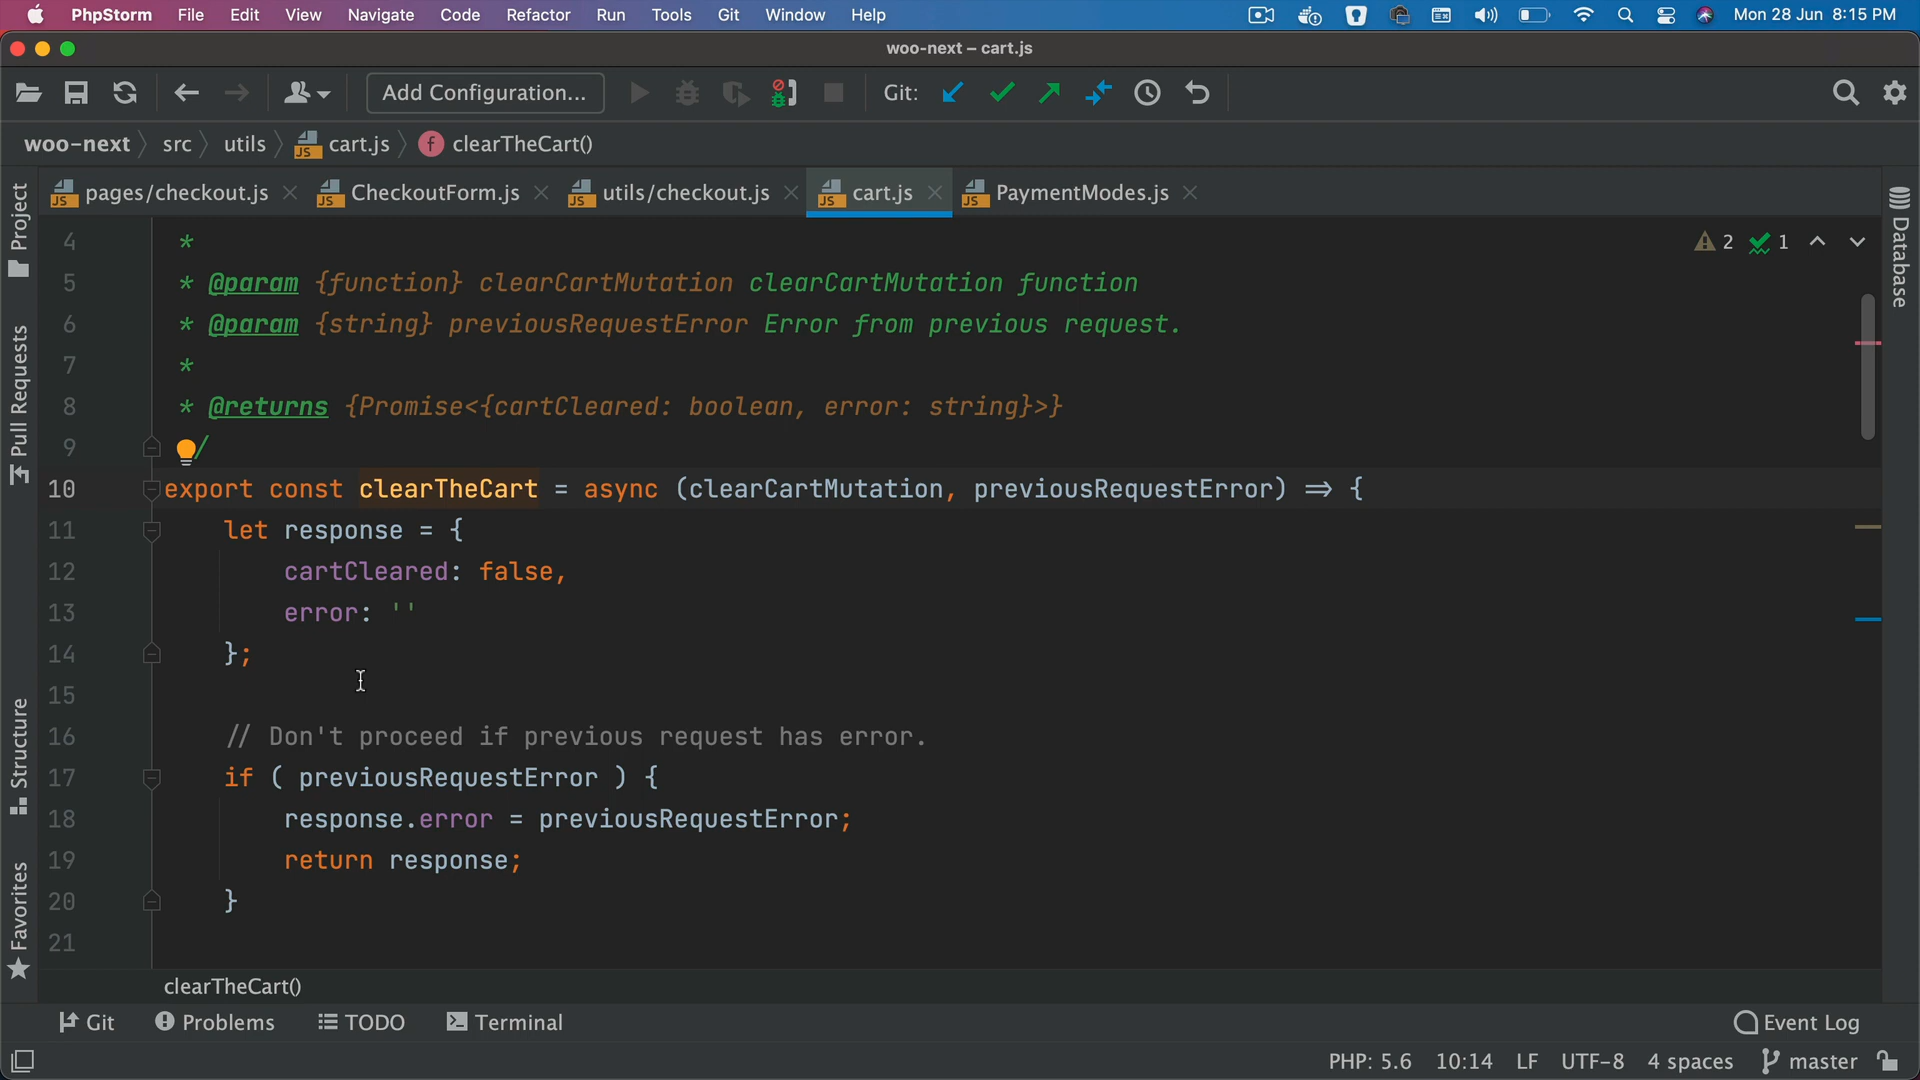 PhpStorm File Edit View Navigate Code Refactor Run Tools Git Window Help Mon 28 Jun 8:15 PM
woo-next – cart.js
Add Configuration... Git:
woo-next src utils cart.js f clearTheCart()
pages/checkout.js CheckoutForm.js utils/checkout.js cart.js PaymentModes.js
Project
Pull Requests
Structure
Favorites
Database
2 1
4 *
5 * @param {function} clearCartMutation clearCartMutation function
6 * @param {string} previousRequestError Error from previous request.
7 *
8 * @returns {Promise<{cartCleared: boolean, error: string}>}
9 /
10 export const clearTheCart = async (clearCartMutation, previousRequestError) => {
11 let response = {
12 cartCleared: false,
13 error: ''
14 };
15
16 // Don't proceed if previous request has error.
17 if ( previousRequestError ) {
18 response.error = previousRequestError;
19 return response;
20 }
21
clearTheCart()
Git Problems TODO Terminal Event Log
PHP: 5.6 10:14 LF UTF-8 4 spaces master